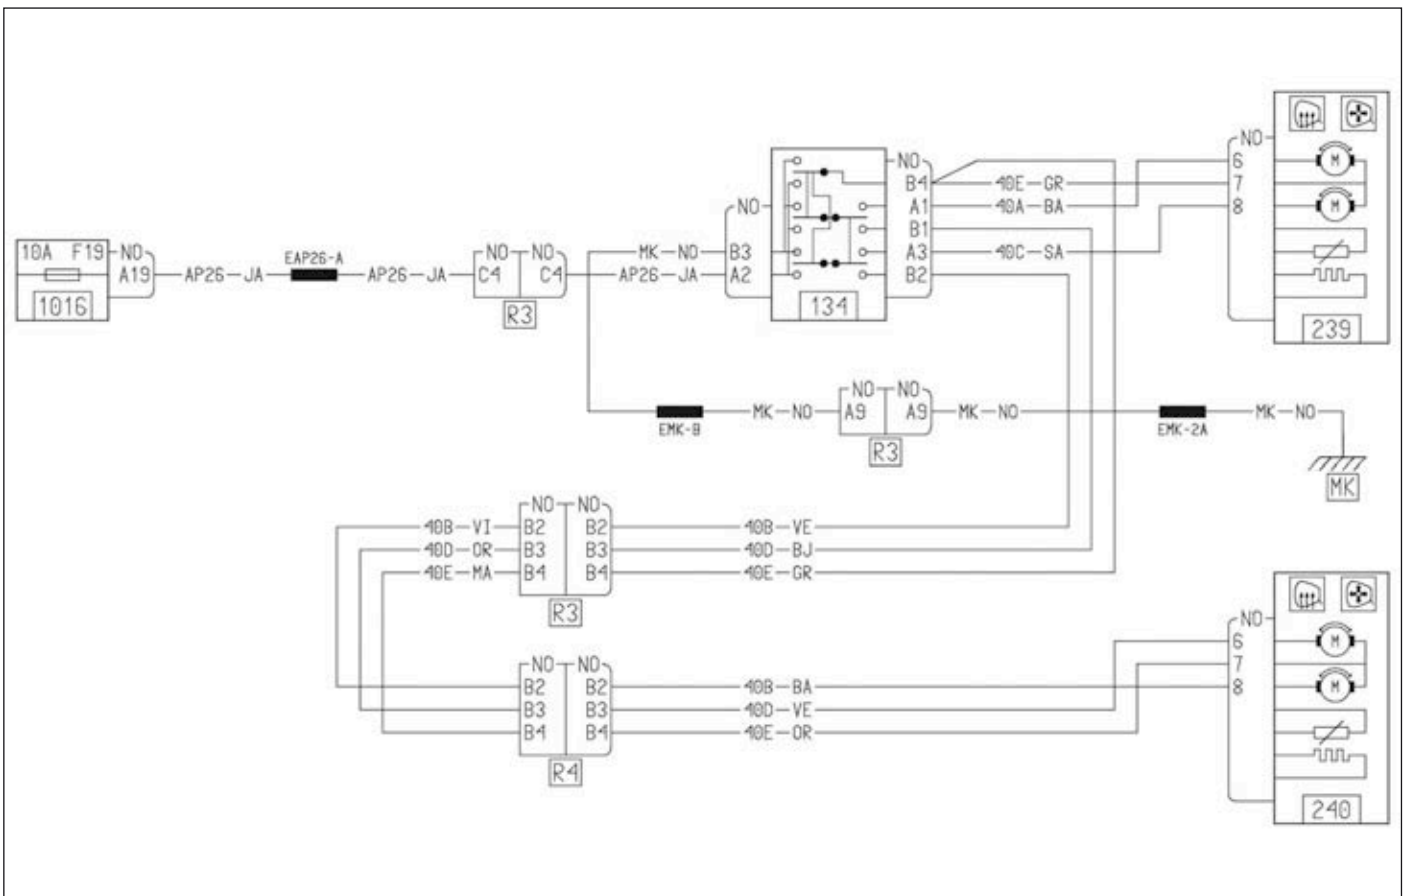 NO
NO
B4 40E GR 6
7
NO A1 40A BA 8
B1
10A F19 NO EAP26-A NO NO MK NO B3 A3 40C SA
A19 AP26 JA AP26 JA C4 C4 AP26 JA A2 B2
1016 R3 134 239
NO NO
MK NO A9 A9 MK NO MK NO
EMK-B EMK-2A
R3 MK
NO NO
40B VI B2 B2 40B VE
40D OR B3 B3 40D BJ
40E MA B4 B4 40E GR
R3 NO
6
NO NO 7
B2 B2 40B BA 8
B3 B3 40D VE
B4 B4 40E OR
R4 240
M
M
M
M